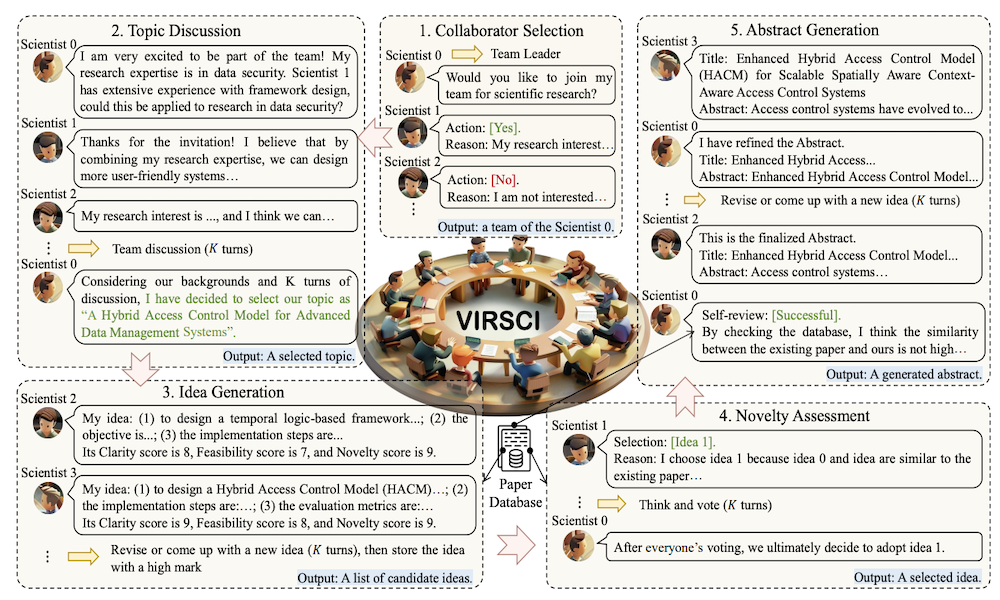 1. Collaborator Selection
Scientist 0
Team Leader
Would you like to join my
team for scientific research?
Scientist 1
Action: [Yes].
Reason: My research interest…
Scientist 2
Action: [No].
Reason: I am not interested…
Output: a team of the Scientist 0.
2. Topic Discussion
Scientist 0
I am very excited to be part of the team! My
research expertise is in data security. Scientist 1
has extensive experience with framework design,
could this be applied to research in data security?
Scientist 1
Thanks for the invitation! I believe that by
combining my research expertise, we can design
more user-friendly systems…
Scientist 2
My research interest is ..., and I think we can…
Team discussion (K turns)
Scientist 0
Considering our backgrounds and K turns of
discussion, I have decided to select our topic as
“A Hybrid Access Control Model for Advanced
Data Management Systems”.
Output: A selected topic.
VIRSCI
3. Idea Generation
Scientist 2
My idea: (1) to design a temporal logic-based framework...; (2) the
objective is...; (3) the implementation steps are...
Its Clarity score is 8, Feasibility score is 7, and Novelty score is 9.
Scientist 3
My idea: (1) to design a Hybrid Access Control Model (HACM)…; (2)
the implementation steps are:…; (3) the evaluation metrics are:…
Its Clarity score is 9, Feasibility score is 8, and Novelty score is 9.
Revise or come up with a new idea (K turns), then store the idea
with a high mark
Output: A list of candidate ideas.
Paper
Database
4. Novelty Assessment
Scientist 1
Selection: [Idea 1].
Reason: I choose idea 1 because idea 0 and idea are similar to the
existing paper…
Think and vote (K turns)
Scientist 0
After everyone’s voting, we ultimately decide to adopt idea 1.
Output: A selected idea.
5. Abstract Generation
Scientist 3
Title: Enhanced Hybrid Access Control Model
(HACM) for Scalable Spatially Aware Context-
Aware Access Control Systems
Abstract: Access control systems have evolved to...
Scientist 0
I have refined the Abstract.
Title: Enhanced Hybrid Access...
Abstract: Enhanced Hybrid Access Control Model...
Revise or come up with a new idea (K turns)
Scientist 2
This is the finalized Abstract.
Title: Enhanced Hybrid Access Control Model...
Abstract: Access control systems…
Scientist 0
Self-review: [Successful].
By checking the database, I think the similarity
between the existing paper and ours is not high…
Output: A generated abstract.